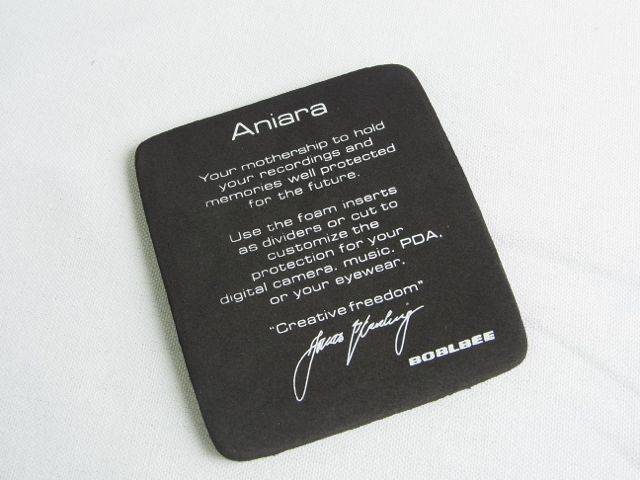 Aniara
Your mothership to hold
your recordings and
memories well protected
for the future.
Use the foam inserts
as dividers or cut to
customize the
protection for your
digital camera, music, PDA,
or your eyewear.
"Creative freedom"
BOBLBEE